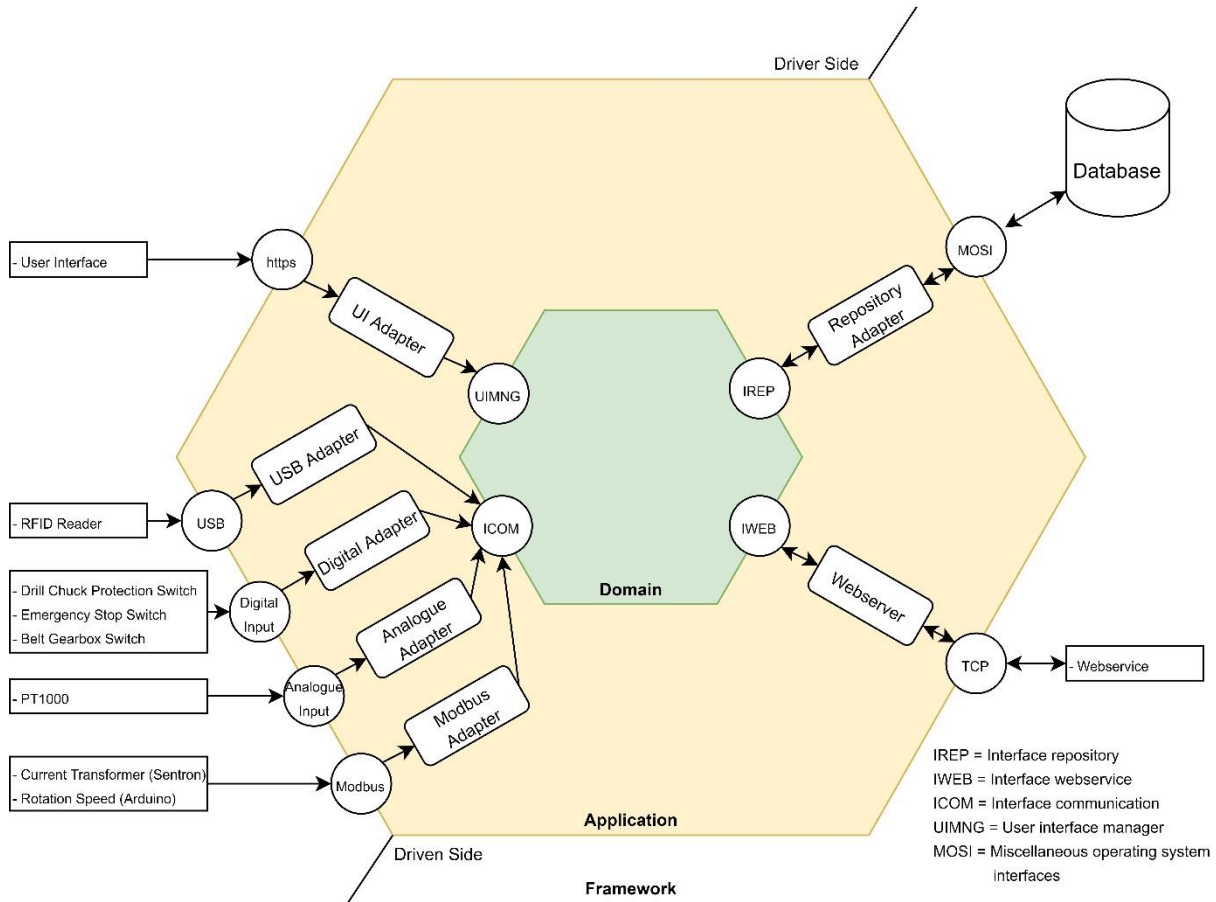 Driver Side
Database
MOSI
- User Interface
https
UI Adapter
Repository
Adapter
UIMNG
IREP
USB Adapter
- RFID Reader
USB
ICOM
IWEB
Digital Adapter
- Drill Chuck Protection Switch
- Emergency Stop Switch
- Belt Gearbox Switch
Digital
Input
Domain
Webserver
Analogue
Adapter
TCP
- Webservice
- PT1000
Analogue
Input
Modbus
Adapter
- Current Transformer (Sentron)
- Rotation Speed (Arduino)
Modbus
IREP = Interface repository
IWEB = Interface webservice
ICOM = Interface communication
UIMNG = User interface manager
MOSI = Miscellaneous operating system
interfaces
Application
Driven Side
Framework